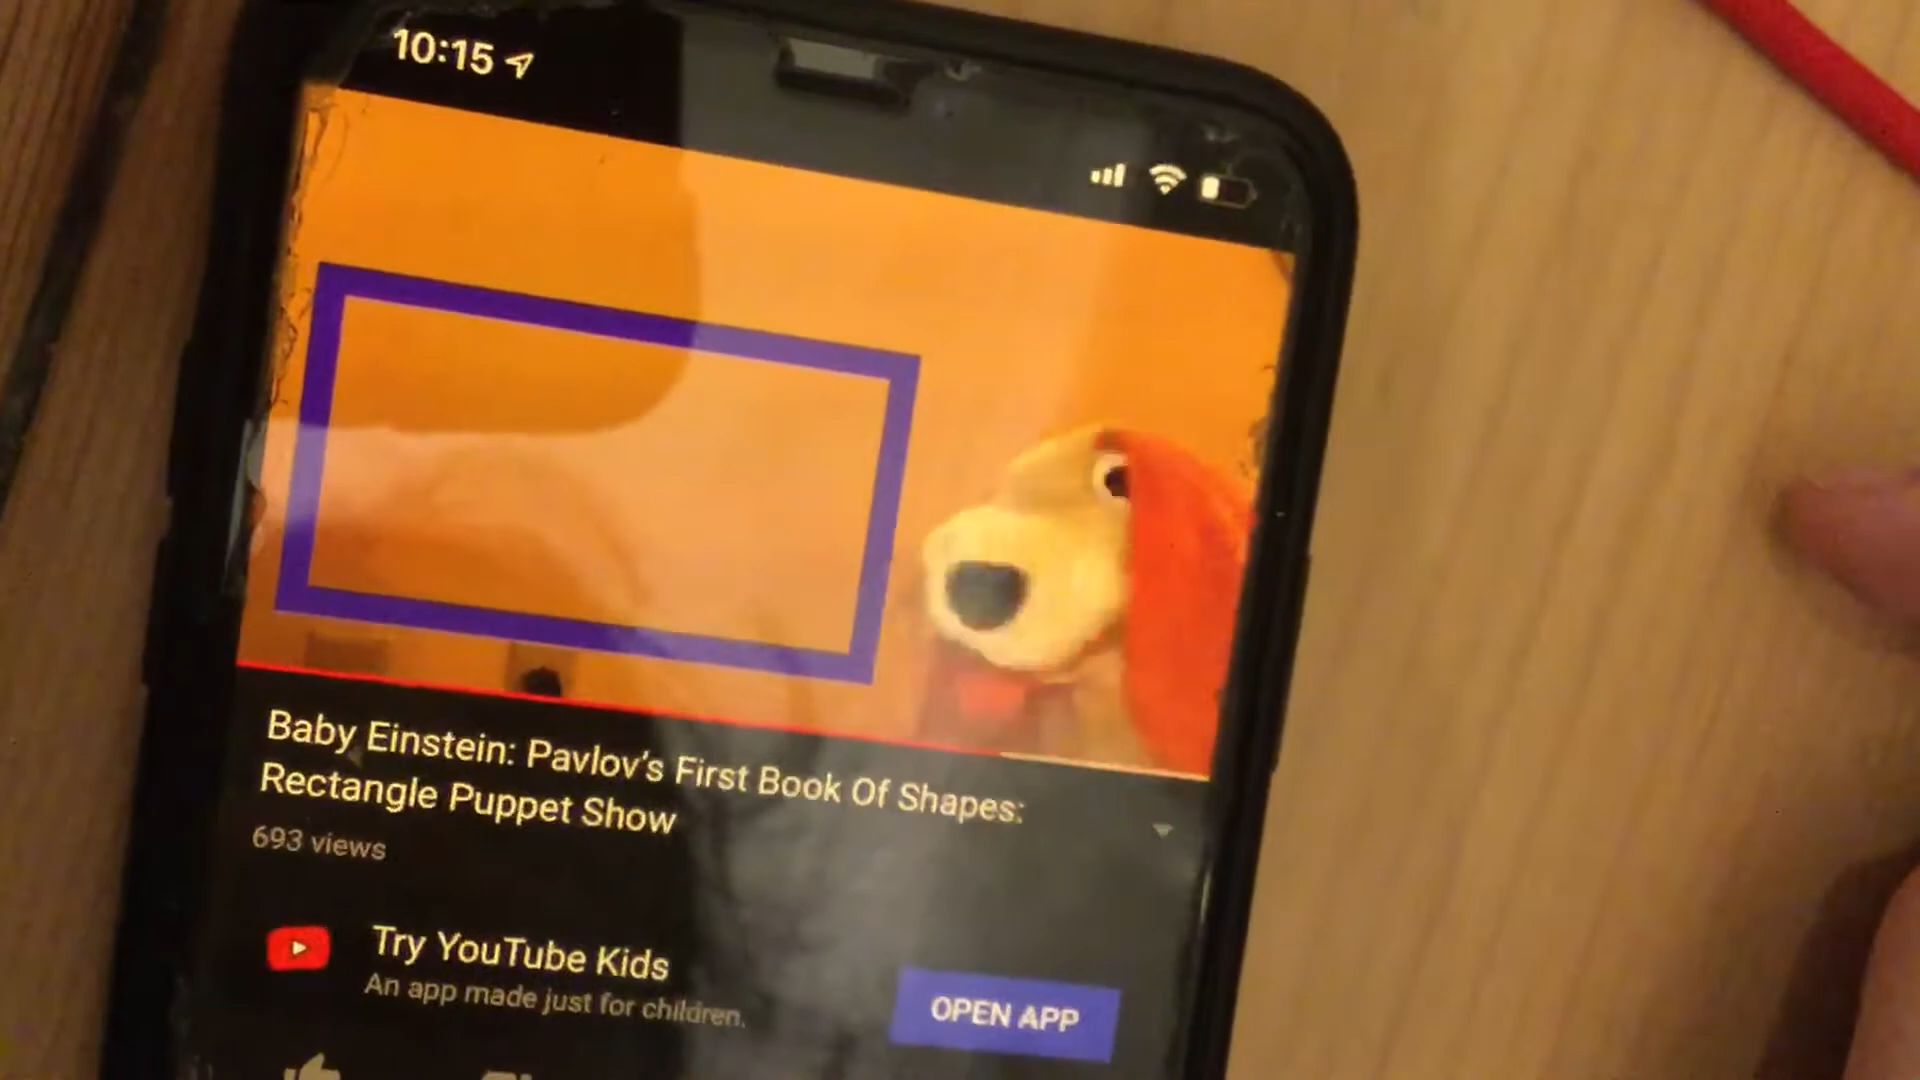 10:15
Baby Einstein: Pavlov's First Book Of Shapes:
Rectangle Puppet Show
693 views
Try YouTube Kids
An app made just for children.
OPEN APP